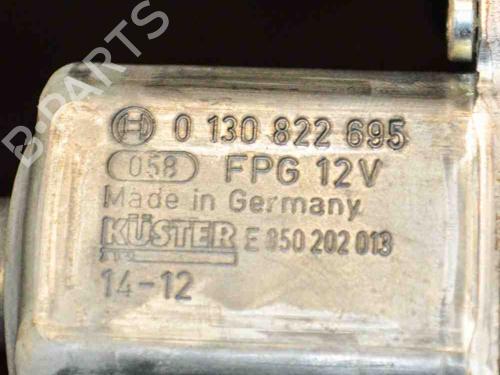 B-PARTS
0 130 822 695
058 FPG 12V
Made in Germany
KÜSTER E 850 202 013
14-12